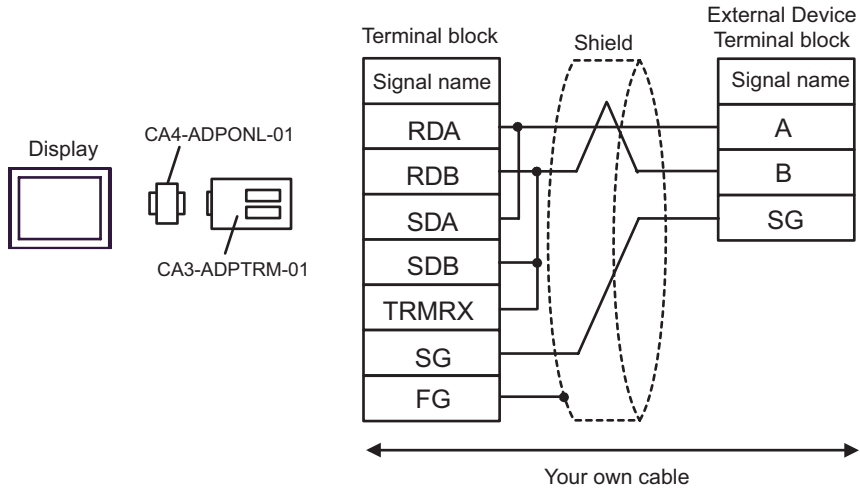 Display
CA4-ADPONL-01
CA3-ADPTRM-01
Terminal block
Signal name
RDA
RDB
SDA
SDB
TRMRX
SG
FG
Shield
External Device
Terminal block
Signal name
A
B
SG
Your own cable